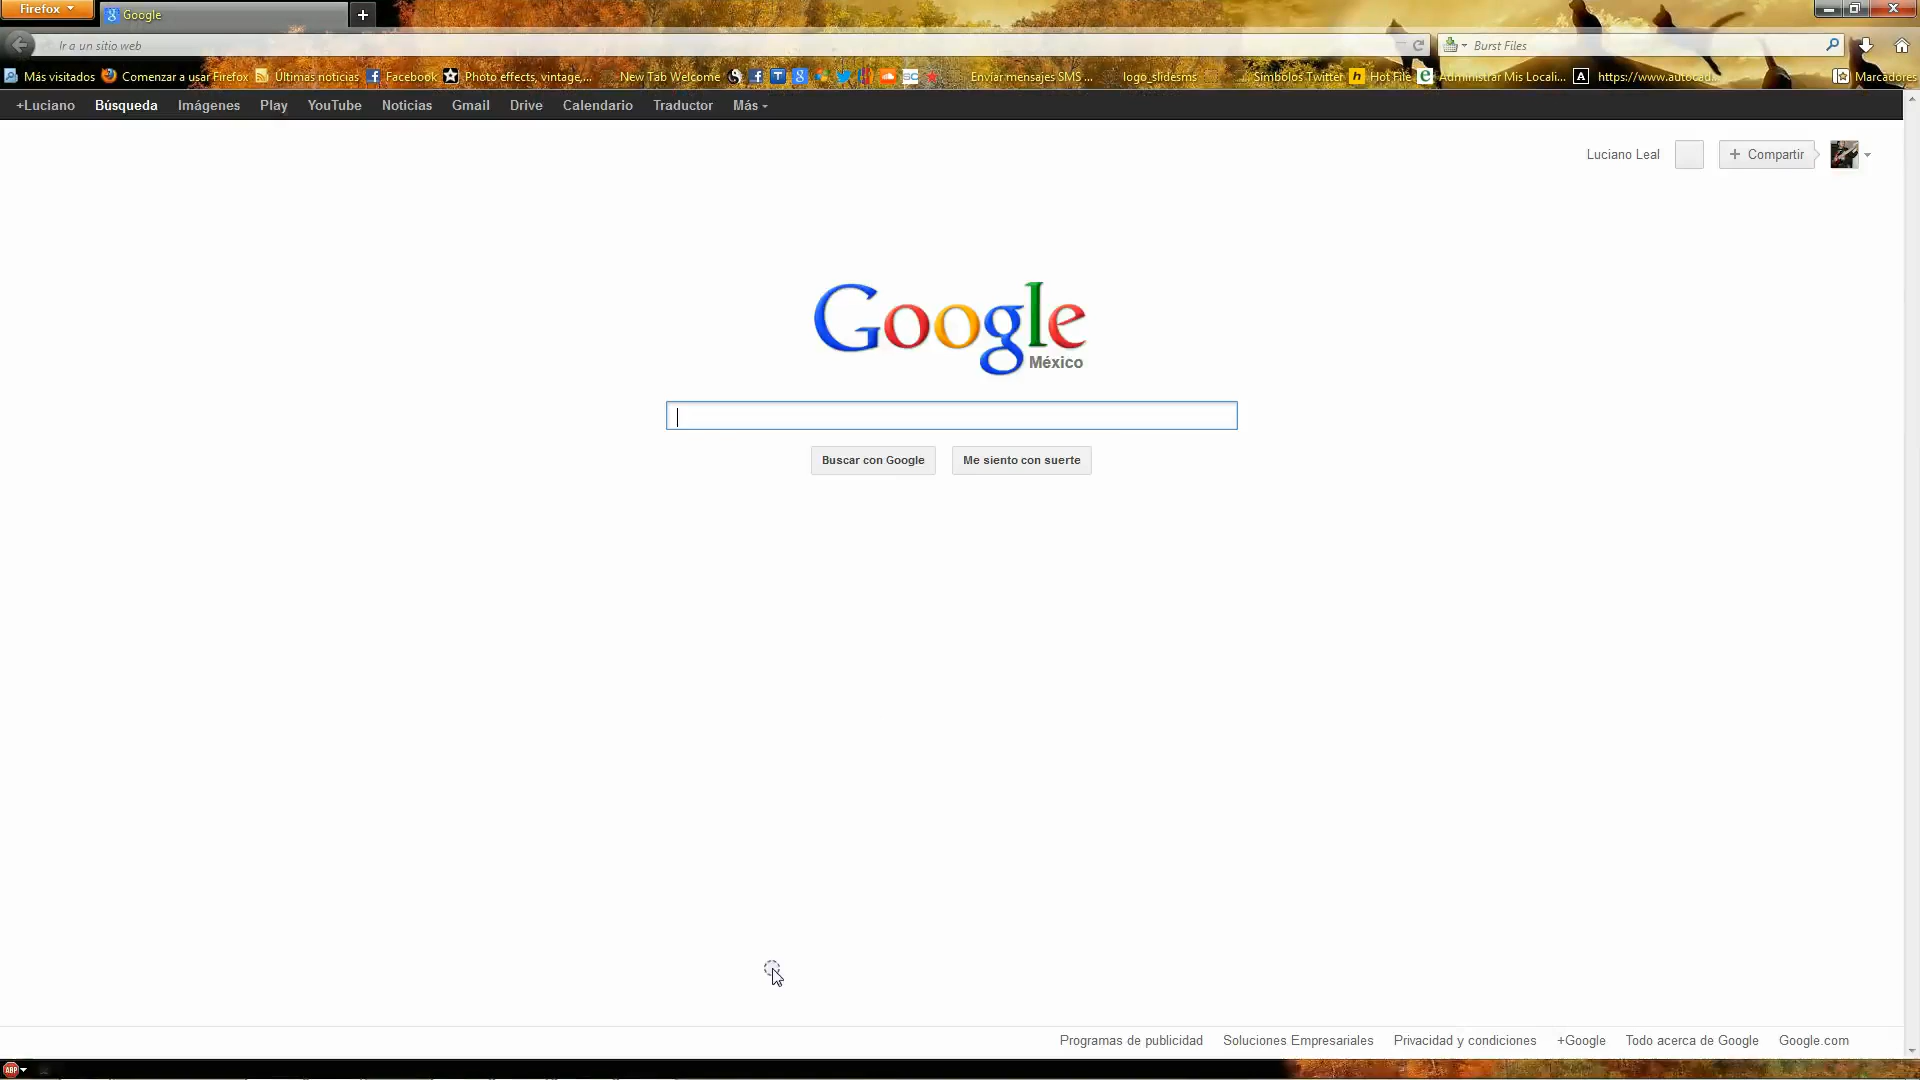 Firefox
Google
Ir a un sitio web
Burst Files
Más visitados Comenzar a usar Firefox Últimas noticias Facebook Photo effects, vintage,... New Tab Welcome Enviar mensajes SMS ... logo_slidesms Símbolos Twitter Hot File Administrar Mis Locali... https://www.autocad... Marcadores
+Luciano Búsqueda Imágenes Play YouTube Noticias Gmail Drive Calendario Traductor Más
Luciano Leal + Compartir
Google
México
Buscar con Google Me siento con suerte
Programas de publicidad Soluciones Empresariales Privacidad y condiciones +Google Todo acerca de Google Google.com
ABP